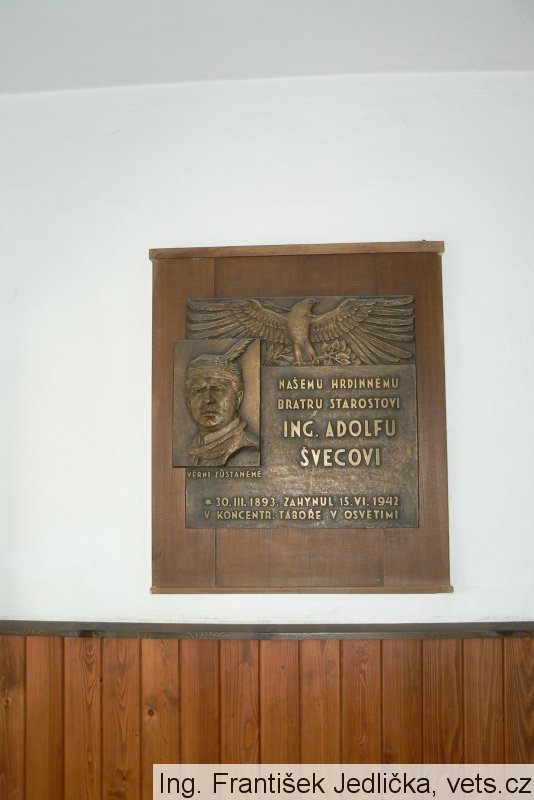 NAŠEMU HRDINNÉMU
BRATRU STAROSTOVI
ING. ADOLFU
ŠVECOVI
VĚRNI ZŮSTANEME
* 30. III. 1893. ZAHYNUL 15. VI. 1942
V KONCENTR. TÁBOŘE V OSVĚTIMI
Ing. František Jedlička, vets.cz